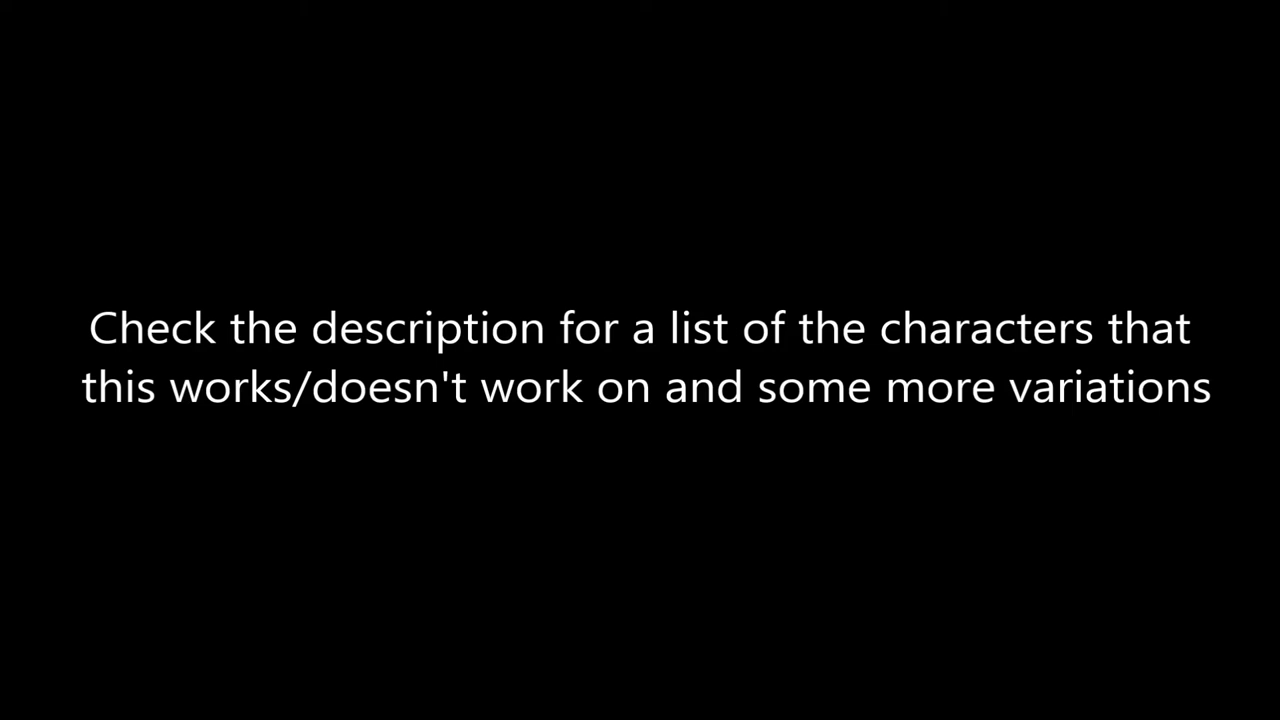 Check the description for a list of the characters that
this works/doesn't work on and some more variations